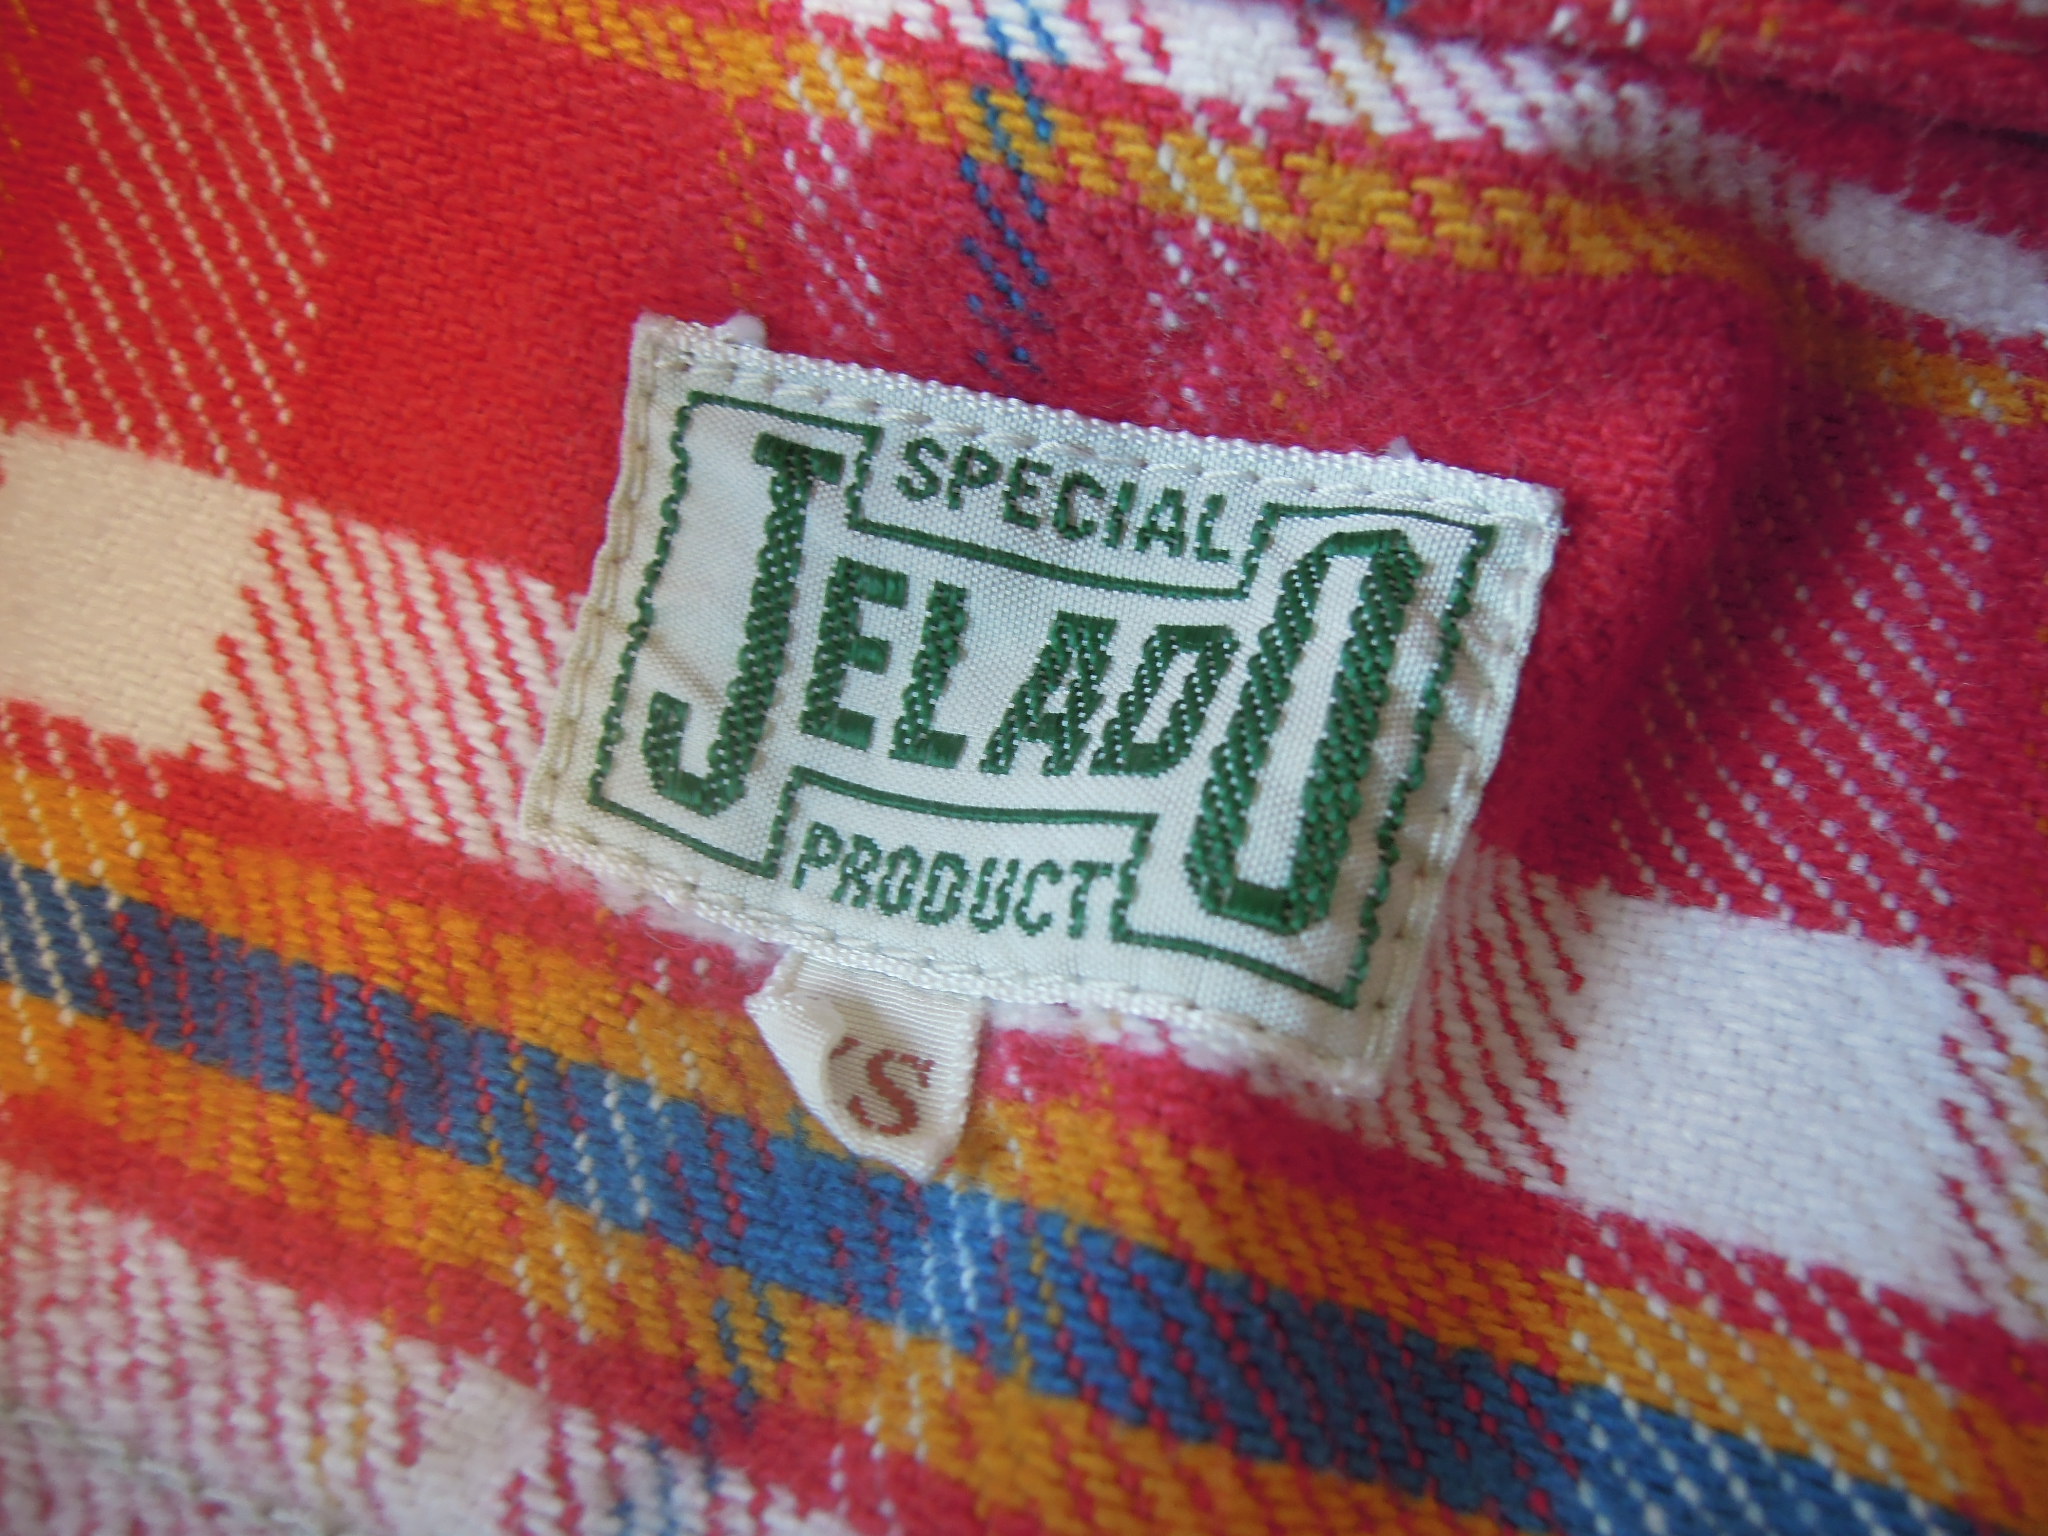 SPECIAL
JELADO
PRODUCT
'S